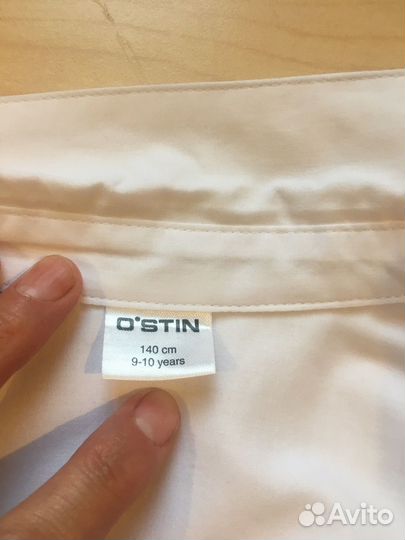 O'STIN
140 cm
9-10 years
Avito